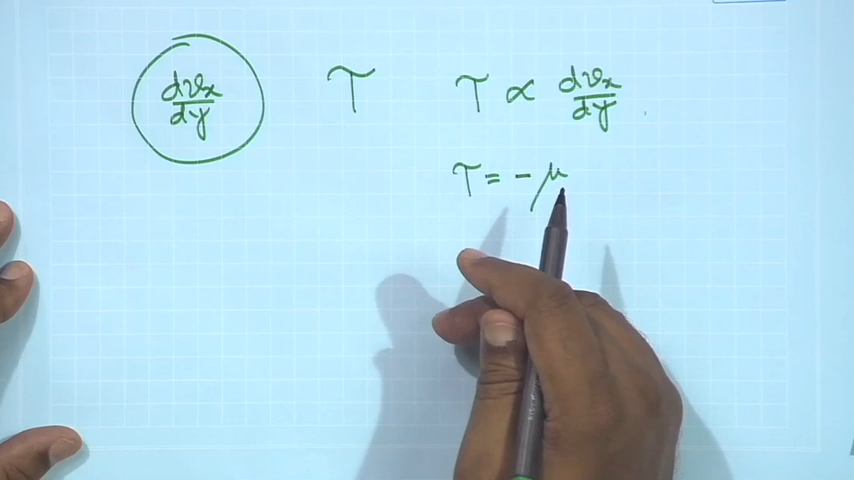 dvx/dy τ τ ∝ dvx/dy
τ = - μ